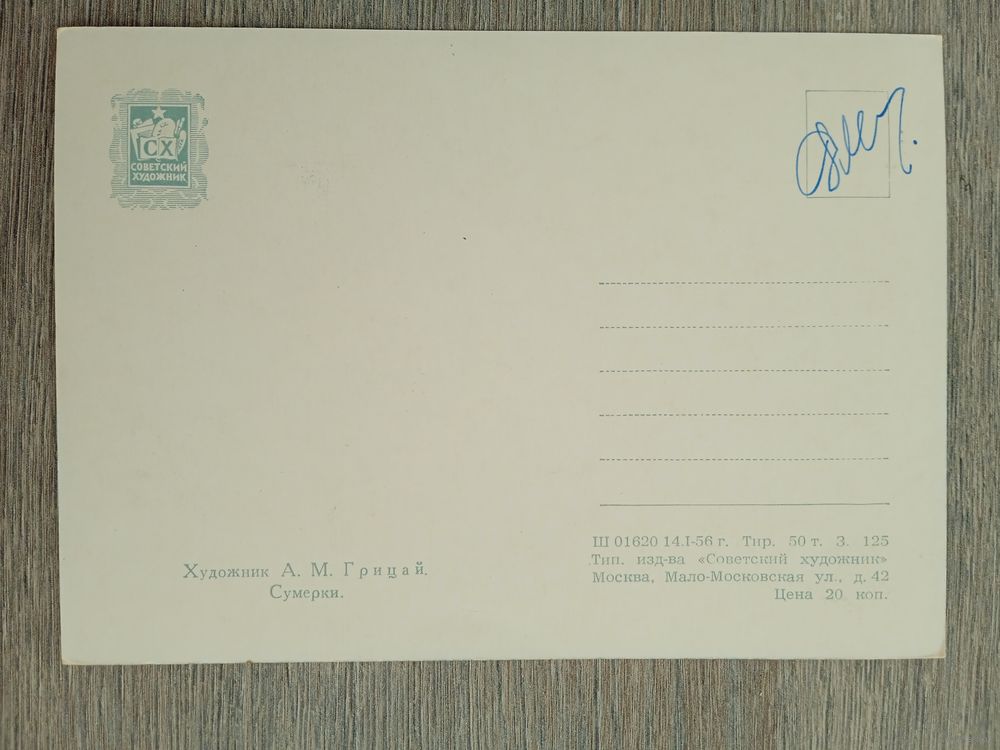 СХ
СОВЕТСКИЙ
ХУДОЖНИК
Художник А. М. Грицай.
Сумерки.
Ш 01620 14.I-56 г. Тир. 50 т. З. 125
Тип. изд-ва «Советский художник»
Москва, Мало-Московская ул., д. 42
Цена 20 коп.